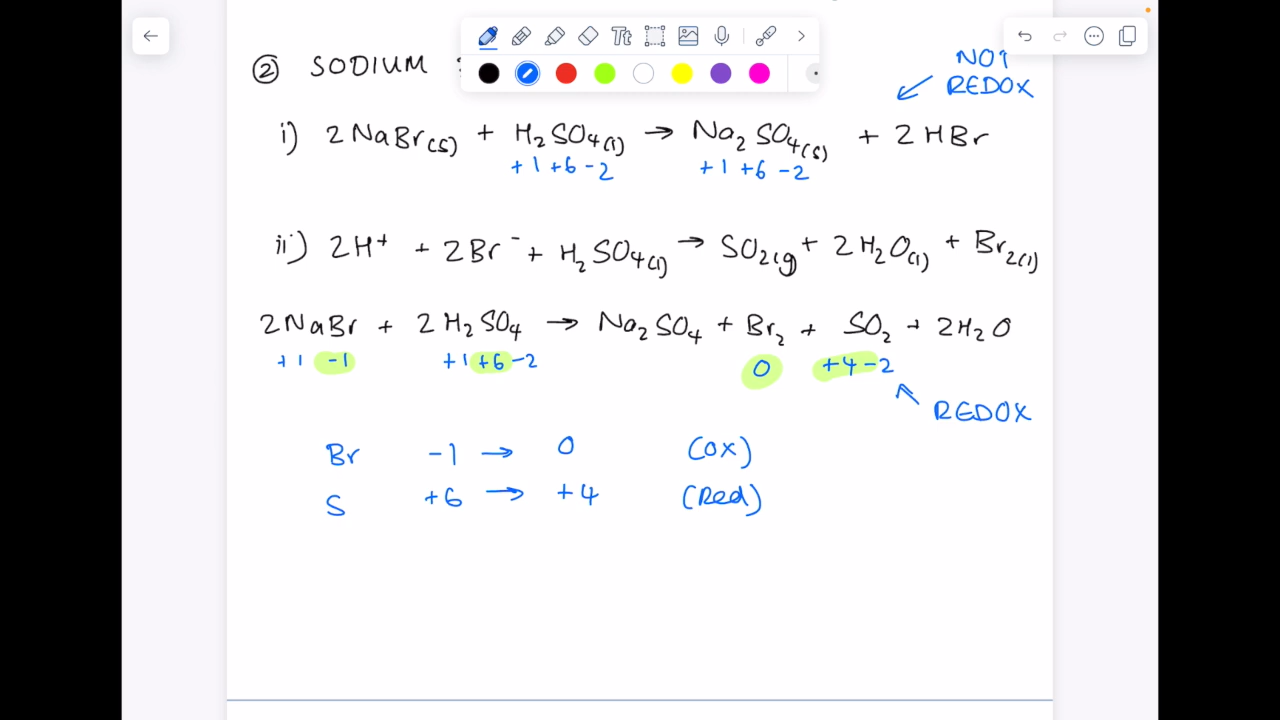 Tt
② SODIUM
NOT
REDOX
i) 2NaBr(s) + H₂SO₄(l) → Na₂SO₄(s) + 2HBr
+1 +6 -2 +1 +6 -2
ii) 2H⁺ + 2Br⁻ + H₂SO₄(l) → SO₂(g) + 2H₂O(l) + Br₂(l)
2NaBr + 2H₂SO₄ → Na₂SO₄ + Br₂ + SO₂ + 2H₂O
+1 -1 +1 +6 -2 0 +4 -2
REDOX
Br -1 → 0 (ox)
S +6 → +4 (Red)